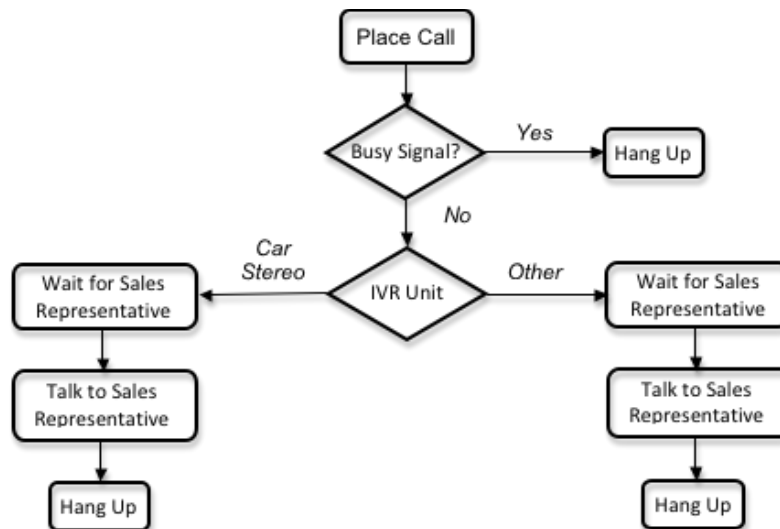 Place Call
Busy Signal?
Yes
Hang Up
No
Car
Stereo
IVR Unit
Other
Wait for Sales
Representative
Wait for Sales
Representative
Talk to Sales
Representative
Talk to Sales
Representative
Hang Up
Hang Up